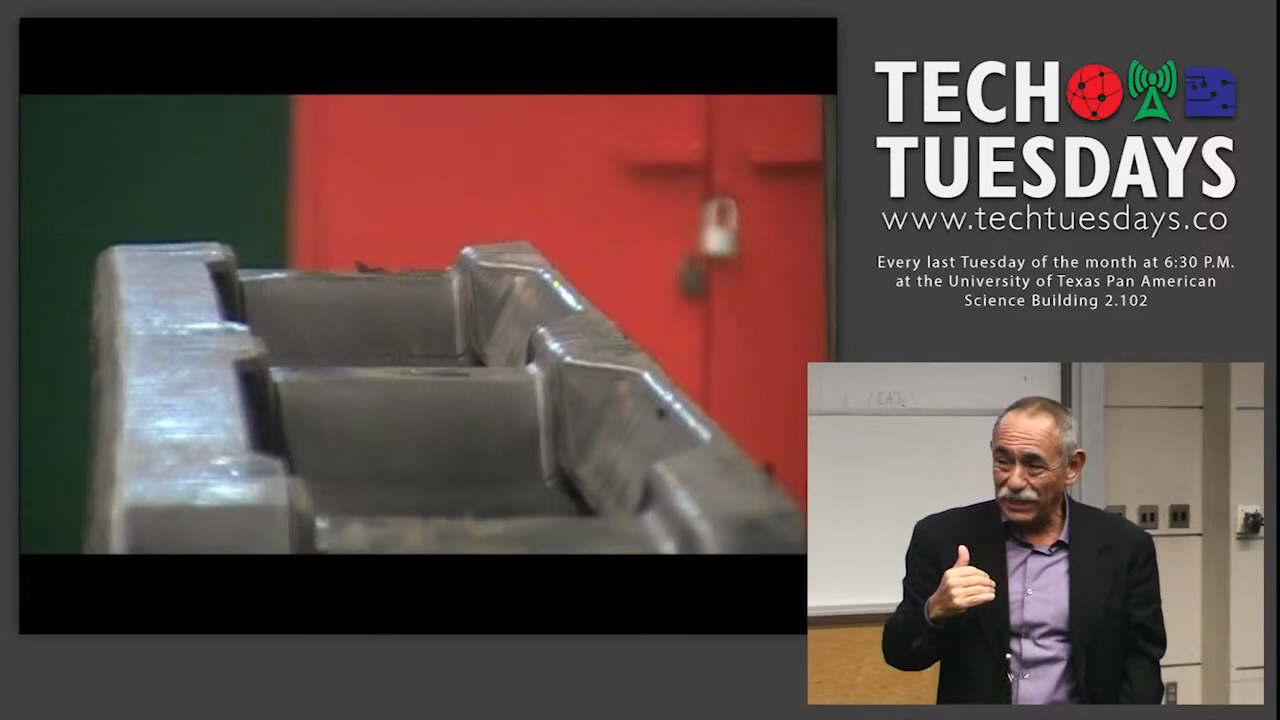 TECH
TUESDAYS
www.techtuesdays.co
Every last Tuesday of the month at 6:30 P.M.
at the University of Texas Pan American
Science Building 2.102